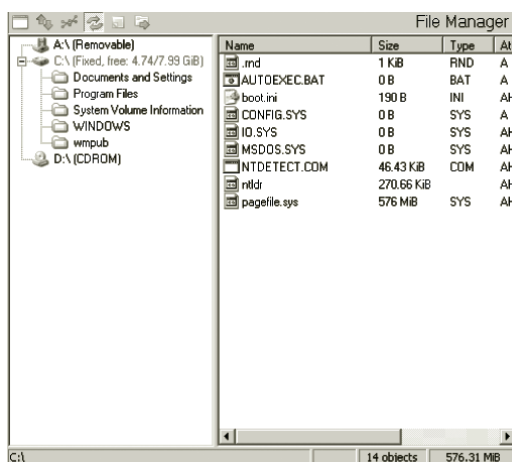 File Manager
A:\ (Removable)
C:\ (Fixed, free: 4.74/7.99 GiB)
Documents and Settings
Program Files
System Volume Information
WINDOWS
wmpub
D:\ (CDROM)
Name Size Type At
.rnd 1 KiB RND A
AUTOEXEC.BAT 0 B BAT A
boot.ini 190 B INI AH
CONFIG.SYS 0 B SYS A
IO.SYS 0 B SYS AH
MSDOS.SYS 0 B SYS AH
NTDETECT.COM 46.43 KiB COM AH
ntldr 270.66 KiB AH
pagefile.sys 576 MiB SYS AH
C:\ 14 objects 576.31 MiB